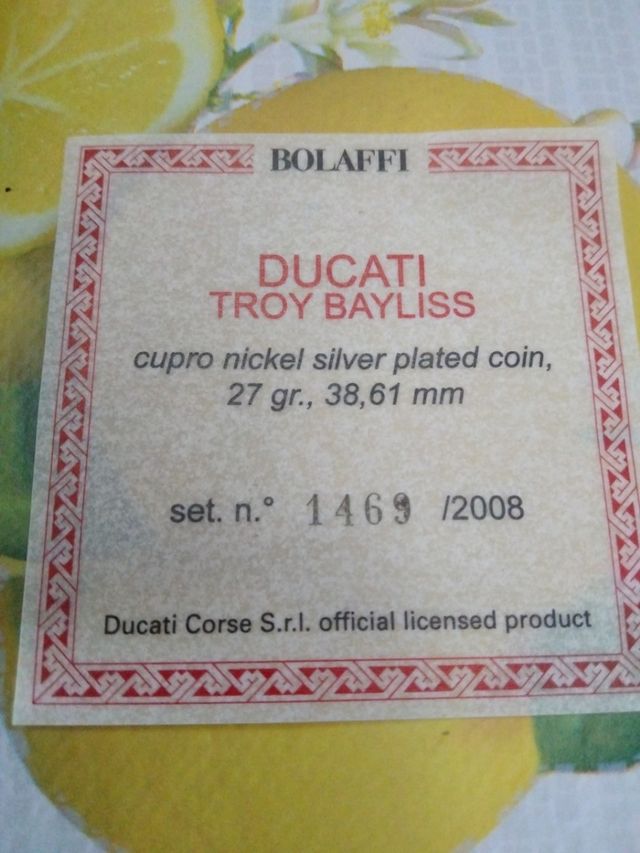 BOLAFFI
DUCATI
TROY BAYLISS
cupro nickel silver plated coin,
27 gr., 38,61 mm
set. n.° 1469 /2008
Ducati Corse S.r.l. official licensed product